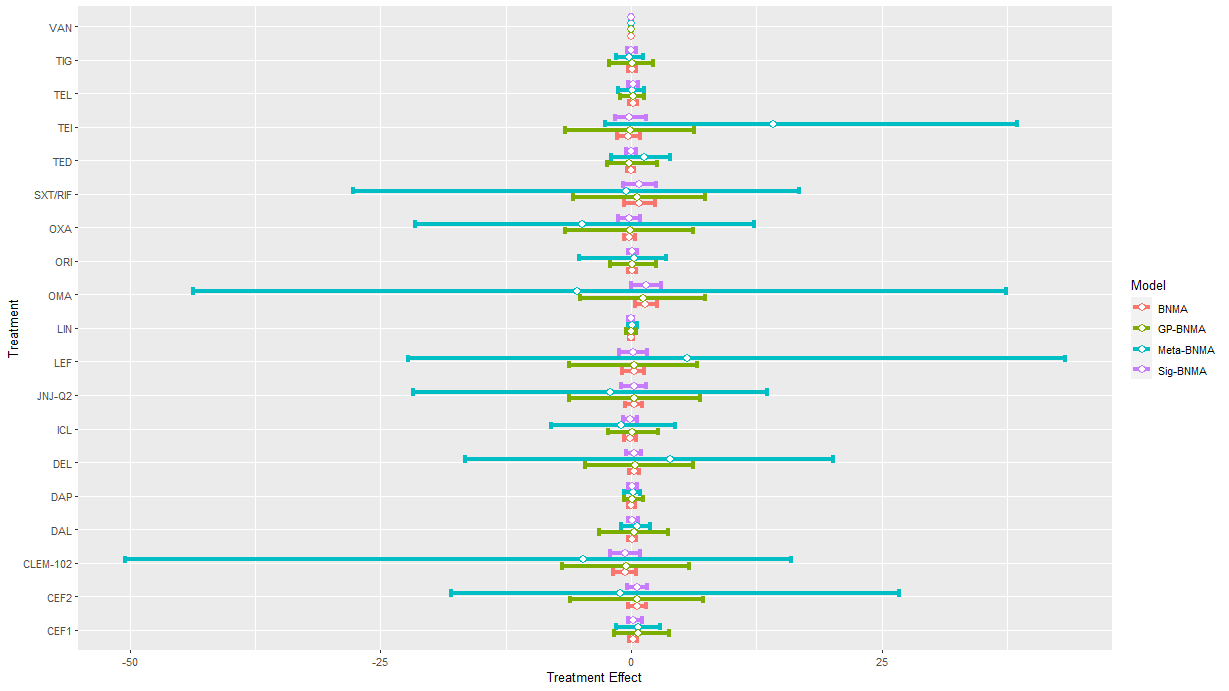 VAN
TIG
TEL
TEI
TED
SXT/RIF
OXA
ORI
OMA
LIN
LEF
JNJ-Q2
ICL
DEL
DAP
DAL
CLEM-102
CEF2
CEF1
Treatment
-50
-25
0
25
Treatment Effect
Model
BNMA
GP-BNMA
Meta-BNMA
Sig-BNMA